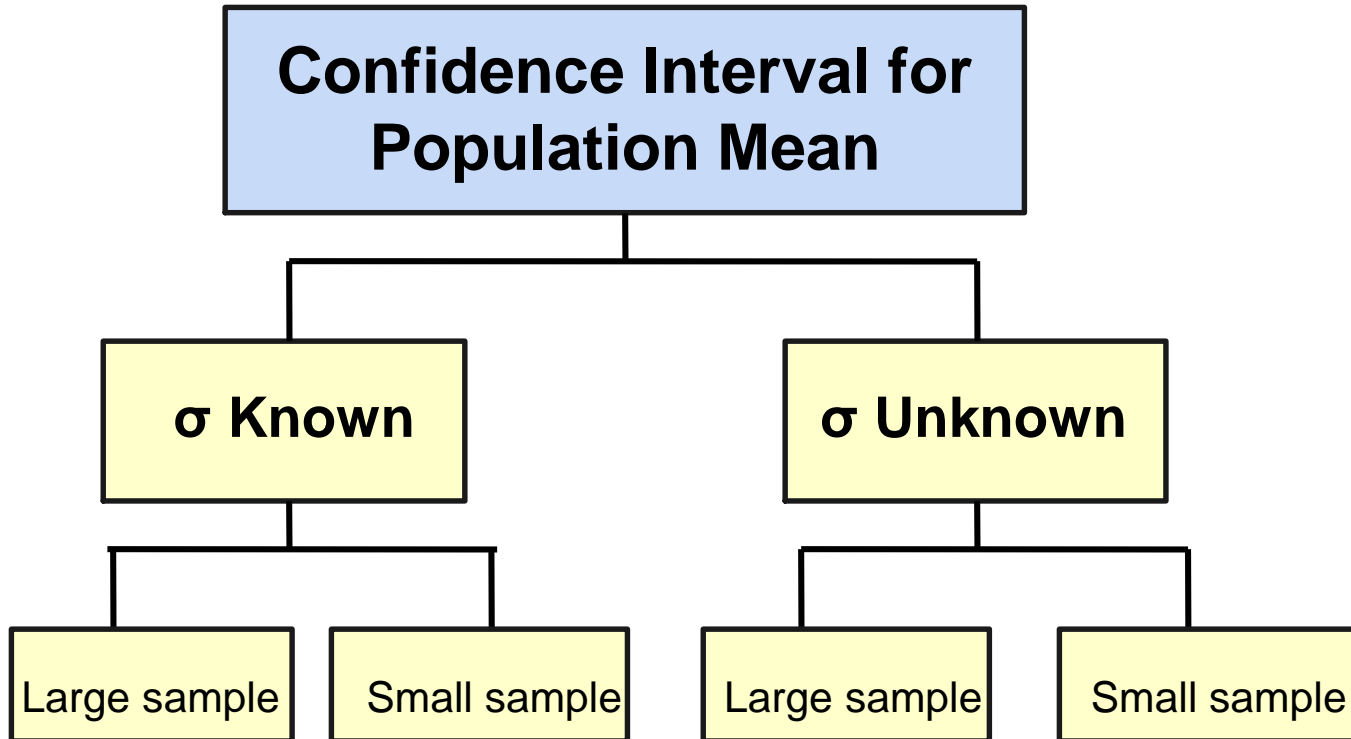 Confidence Interval for
Population Mean
σ Known
σ Unknown
Large sample
Small sample
Large sample
Small sample